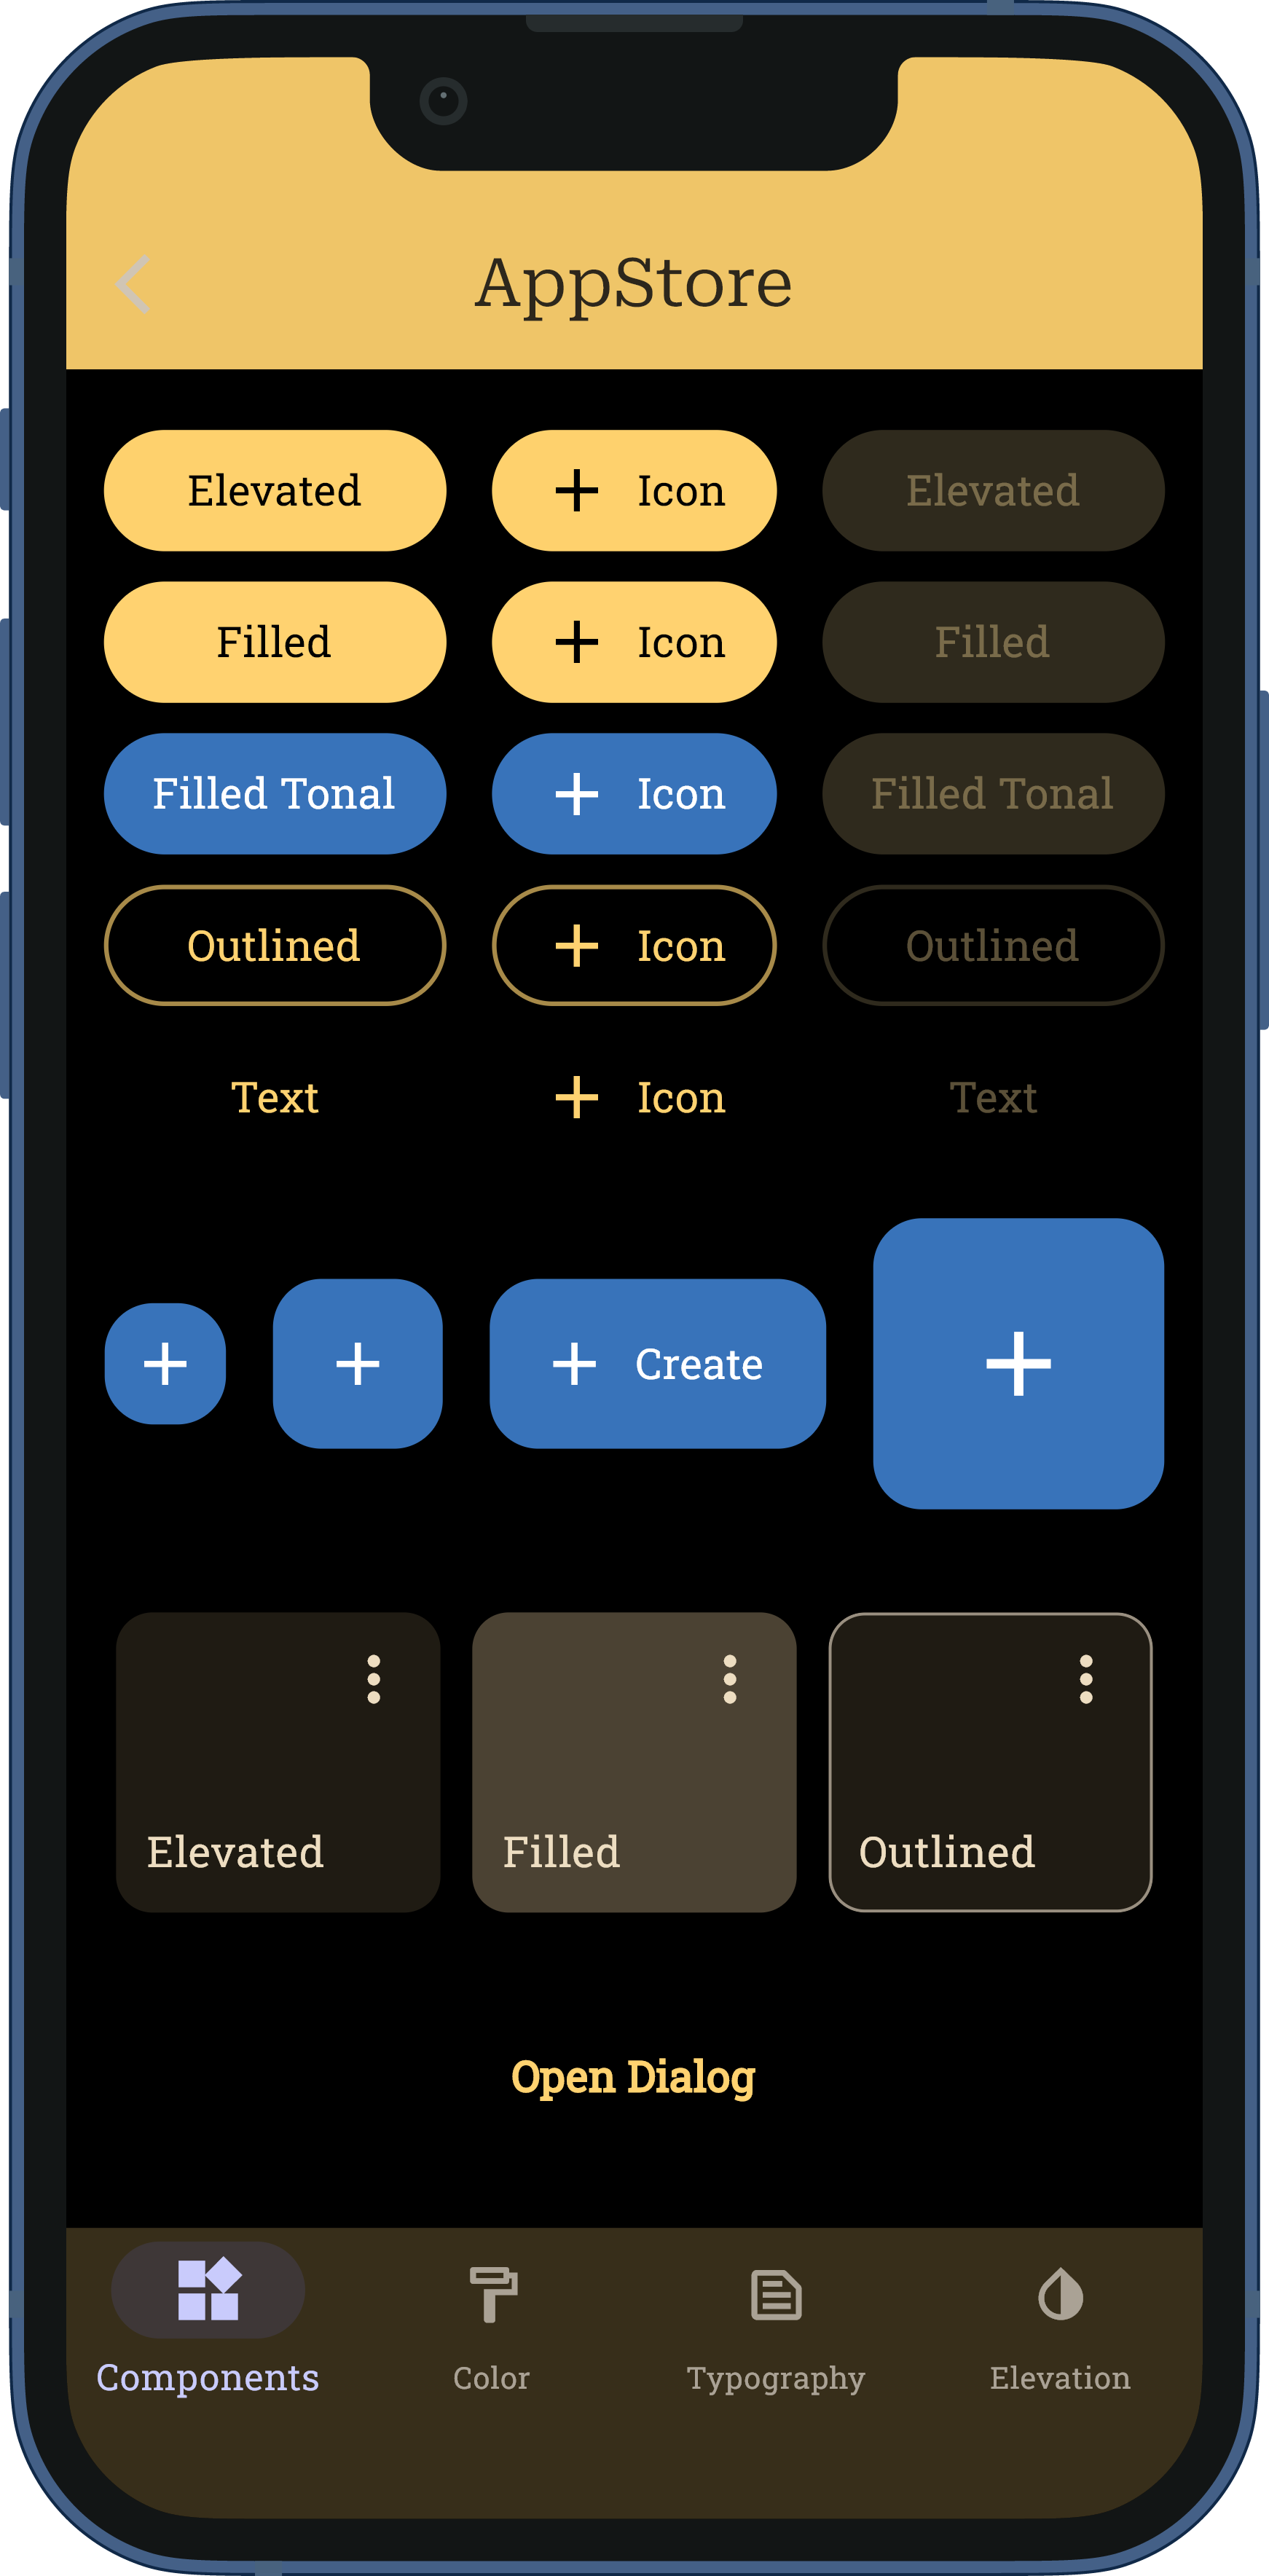 AppStore
Elevated Icon Elevated
Filled Icon Filled
Filled Tonal Icon Filled Tonal
Outlined Icon Outlined
Text Icon Text
Create
Elevated Filled Outlined
Open Dialog
Components Color Typography Elevation